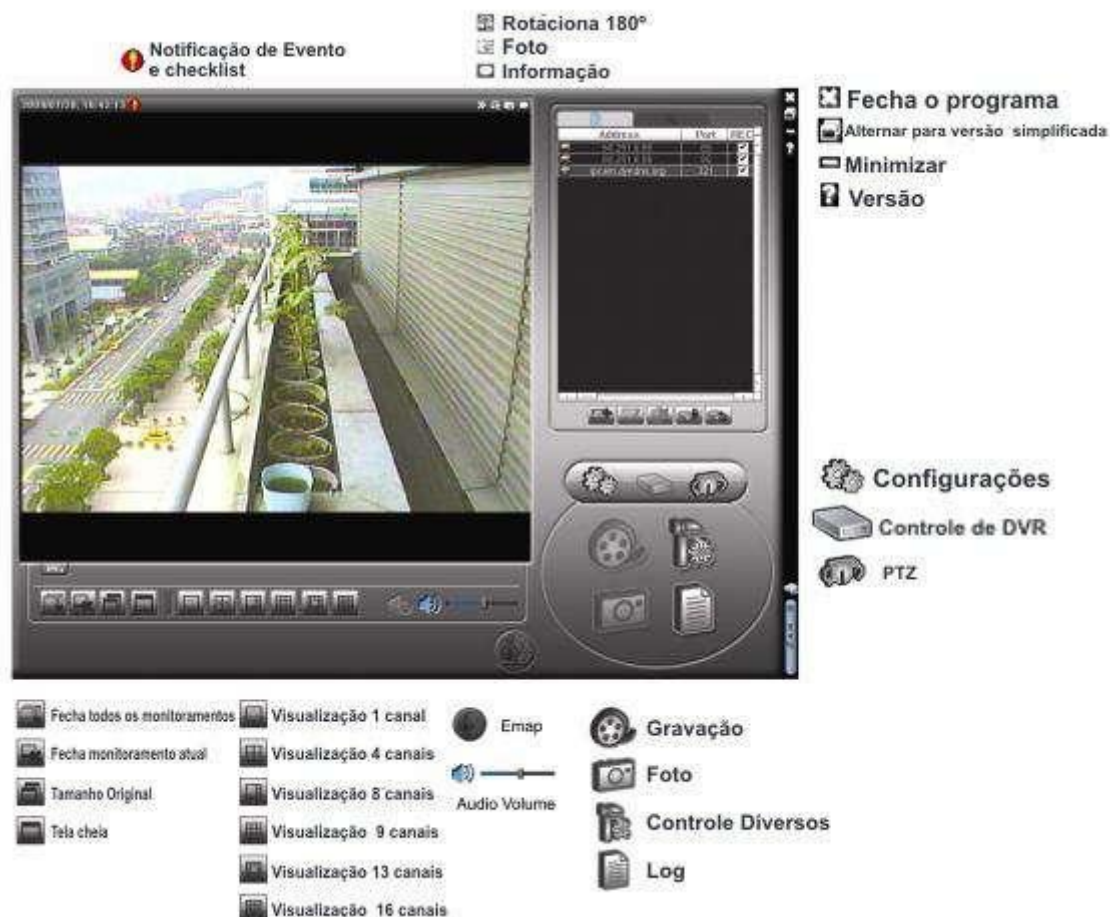 Rotaciona 180º
Foto
Informação
Notificação de Evento
e checklist
Address Port REC
Fecha o programa
Alternar para versão simplificada
Minimizar
Versão
Configurações
Controle de DVR
PTZ
Fecha todos os monitoramentos
Fecha monitoramento atual
Tamanho Original
Tela cheia
Visualização 1 canal
Visualização 4 canais
Visualização 8 canais
Visualização 9 canais
Visualização 13 canais
Visualização 16 canais
Emap
Audio Volume
Gravação
Foto
Controle Diversos
Log